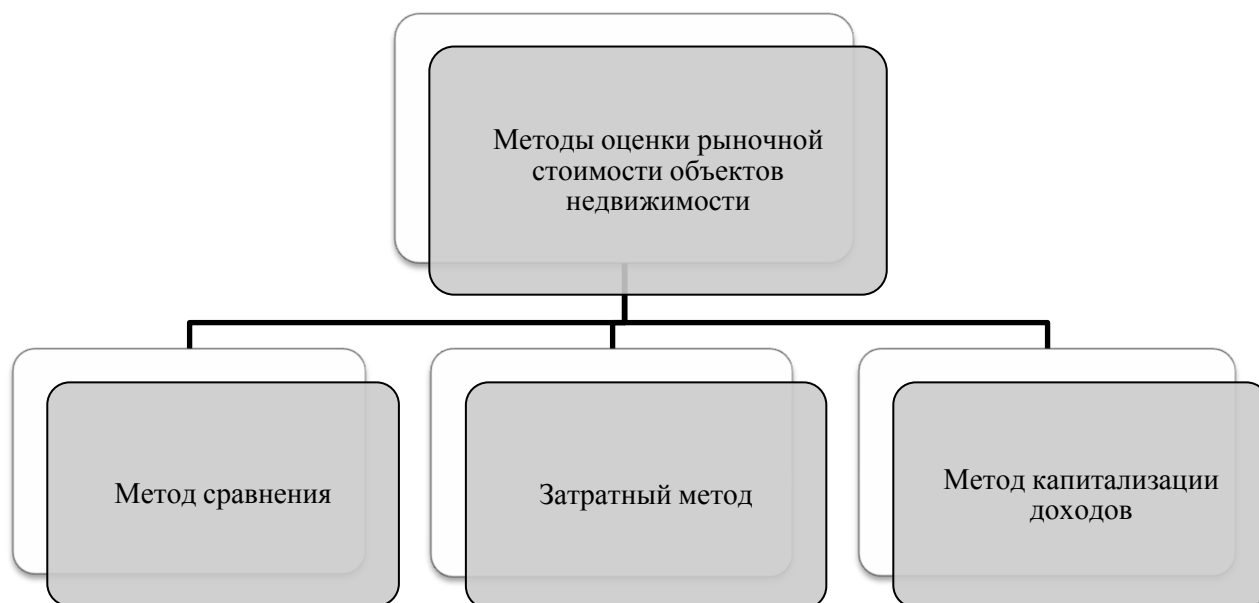 Методы оценки рыночной
стоимости объектов
недвижимости
Метод сравнения
Затратный метод
Метод капитализации
доходов